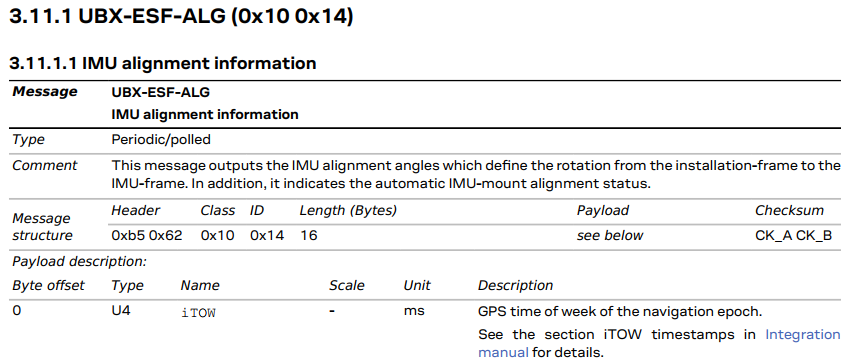 3.11.1 UBX-ESF-ALG (0x10 0x14)
3.11.1.1 IMU alignment information
Message UBX-ESF-ALG
IMU alignment information
Type Periodic/polled
Comment This message outputs the IMU alignment angles which define the rotation from the installation-frame to the
IMU-frame. In addition, it indicates the automatic IMU-mount alignment status.
Message structure Header Class ID Length (Bytes) Payload Checksum
0xb5 0x62 0x10 0x14 16 see below CK_A CK_B
Payload description:
Byte offset Type Name Scale Unit Description
0 U4 iTOW - ms GPS time of week of the navigation epoch.
See the section iTOW timestamps in Integration
manual for details.